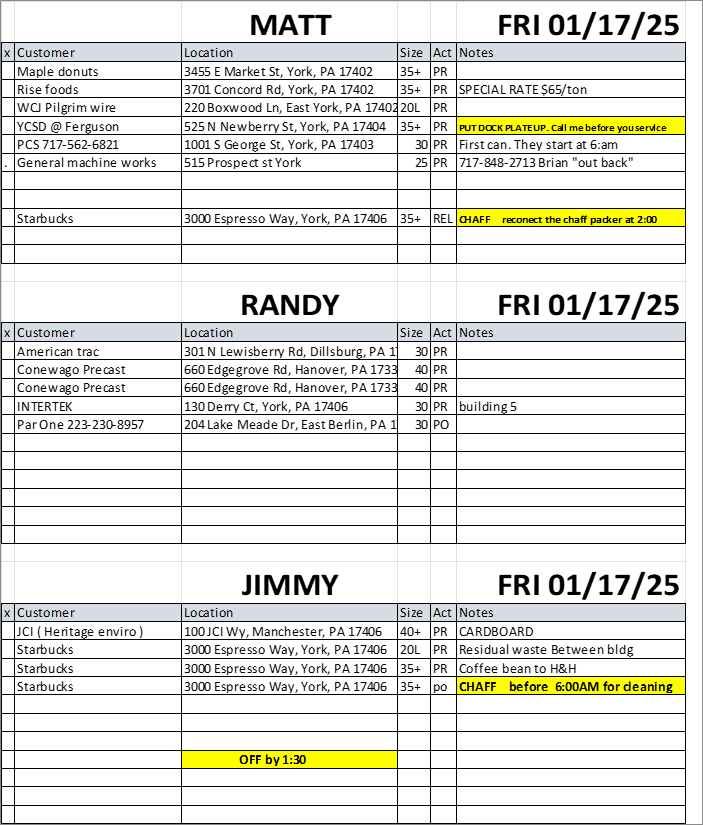 MATT FRI 01/17/25
x Customer Location Size Act Notes
Maple donuts 3455 E Market St, York, PA 17402 35+ PR
Rise foods 3701 Concord Rd, York, PA 17402 35+ PR SPECIAL RATE $65/ton
WCJ Pilgrim wire 220 Boxwood Ln, East York, PA 17402 20L PR
YCSD @ Ferguson 525 N Newberry St, York, PA 17404 35+ PR PUT DOCK PLATE UP. Call me before you service
PCS 717-562-6821 1001 S George St, York, PA 17403 30 PR First can. They start at 6:am
. General machine works 515 Prospect st York 25 PR 717-848-2713 Brian "out back"
Starbucks 3000 Espresso Way, York, PA 17406 35+ REL CHAFF reconect the chaff packer at 2:00
RANDY FRI 01/17/25
x Customer Location Size Act Notes
American trac 301 N Lewisberry Rd, Dillsburg, PA 1 30 PR
Conewago Precast 660 Edgegrove Rd, Hanover, PA 1733 40 PR
Conewago Precast 660 Edgegrove Rd, Hanover, PA 1733 40 PR
INTERTEK 130 Derry Ct, York, PA 17406 30 PR building 5
Par One 223-230-8957 204 Lake Meade Dr, East Berlin, PA 1 30 PO
JIMMY FRI 01/17/25
x Customer Location Size Act Notes
JCI ( Heritage enviro ) 100 JCI Wy, Manchester, PA 17406 40+ PR CARDBOARD
Starbucks 3000 Espresso Way, York, PA 17406 20L PR Residual waste Between bldg
Starbucks 3000 Espresso Way, York, PA 17406 35+ PR Coffee bean to H&H
Starbucks 3000 Espresso Way, York, PA 17406 35+ po CHAFF before 6:00AM for cleaning
OFF by 1:30